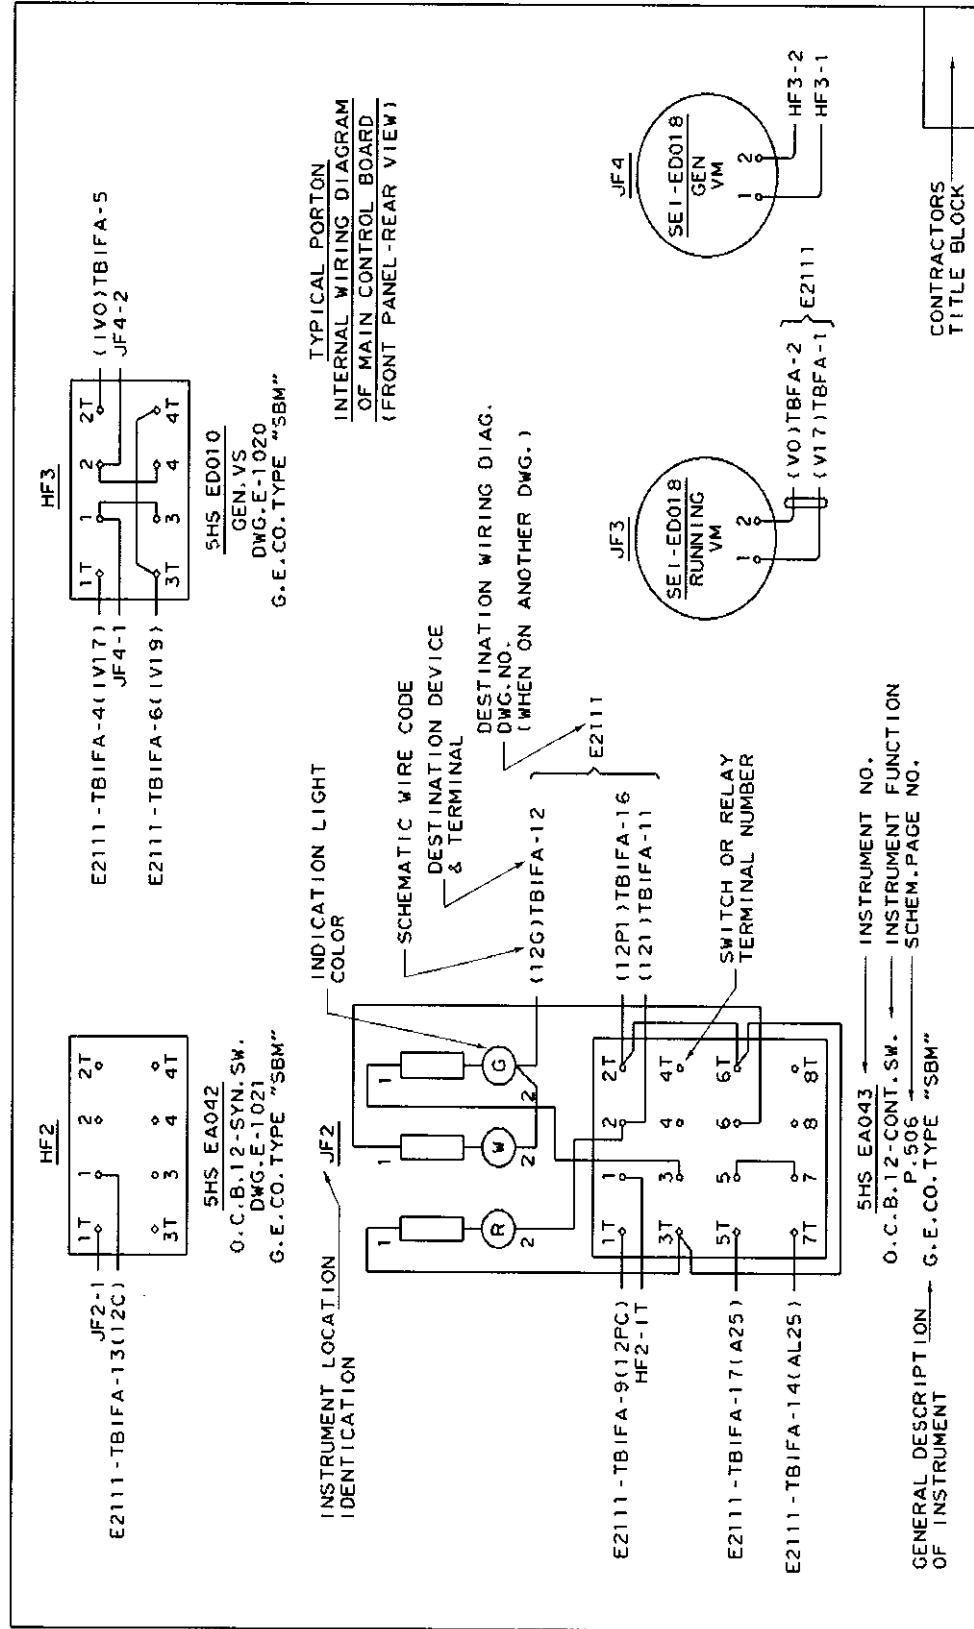 HF2
1T
1
2
2T
3T
3
4
4T
JF2-1
E2111-TBIFA-13(12C)
5HS EA042
O.C.B.12-SYN.SW.
DWG.E-1021
G.E.CO.TYPE "SBM"
HF3
1T
1
2
2T
3T
3
4
4T
E2111-TBIFA-4(IV17)
JF4-1
E2111-TBIFA-6(IV19)
(IVO)TBIFA-5
JF4-2
5HS ED010
GEN.VS
DWG.E-1020
G.E.CO.TYPE "SBM"
TYPICAL PORTON
INTERNAL WIRING DIAGRAM
OF MAIN CONTROL BOARD
(FRONT PANEL-REAR VIEW)
INSTRUMENT LOCATION
IDENTICATION
JF2
1
1
1
R
W
G
2
2
2
INDICATION LIGHT
COLOR
SCHEMATIC WIRE CODE
DESTINATION DEVICE
& TERMINAL
DESTINATION WIRING DIAG.
DWG.NO.
(WHEN ON ANOTHER DWG.)
(12G)TBIFA-12
E2111
(12P1)TBIFA-16
(121)TBIFA-11
1T
1
2
2T
3T
3
4
4T
5T
5
6
6T
7T
7
8
8T
E2111-TBIFA-9(12PC)
HF2-1T
E2111-TBIFA-17(A25)
E2111-TBIFA-14(AL25)
SWITCH OR RELAY
TERMINAL NUMBER
5HS EA043
INSTRUMENT NO.
O.C.B.12-CONT.SW.
INSTRUMENT FUNCTION
P.506
SCHEM.PAGE NO.
GENERAL DESCRIPTION
OF INSTRUMENT
G.E.CO.TYPE "SBM"
JF3
SEI-ED018
RUNNING
VM
1
2
(VO)TBFA-2
(V17)TBFA-1
E2111
JF4
SEI-ED018
GEN
VM
1
2
HF3-2
HF3-1
CONTRACTORS
TITLE BLOCK